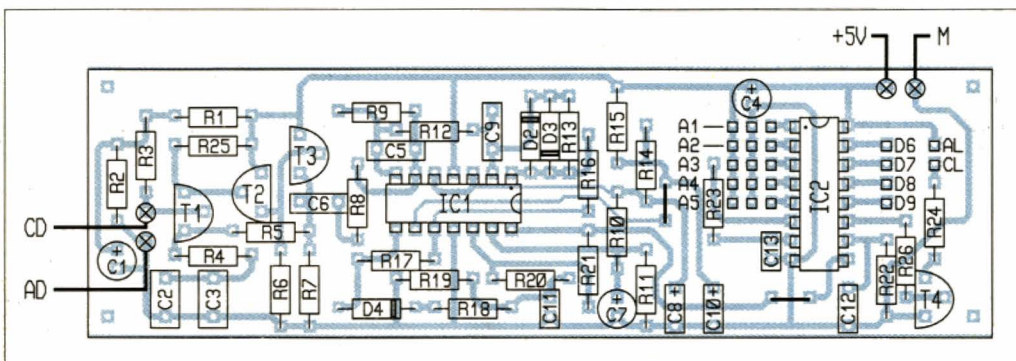 +5V M
R1 R9 R12 C9 D2 D3 R13 R15 C4
R3 R25 T3 C5 R16 R14 A1 D6 AL
R2 A2 D7 CL
A3 D8
A4 D9
A5
T1 T2 C6 R8 IC1 R10 R23 IC2 R24
CD R5
AD C1 R4 R17 R21 R11 C13 R22 R26
C2 C3 R6 R7 R19 R20 C11 C7 C8 + C10 + C12 T4
D4 R18